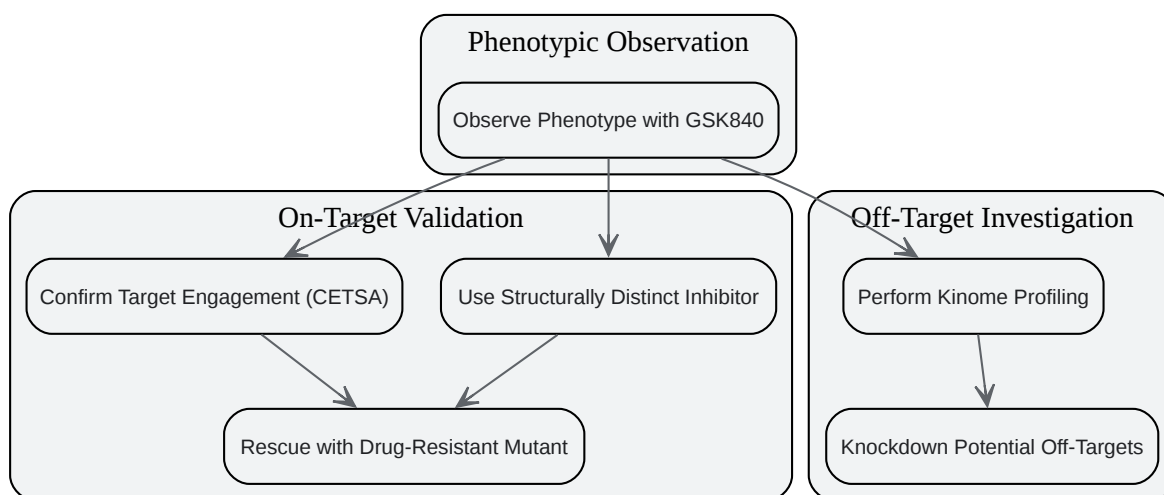 Phenotypic Observation
Observe Phenotype with GSK840
On-Target Validation
Off-Target Investigation
Confirm Target Engagement (CETSA)
Use Structurally Distinct Inhibitor
Perform Kinome Profiling
Rescue with Drug-Resistant Mutant
Knockdown Potential Off-Targets